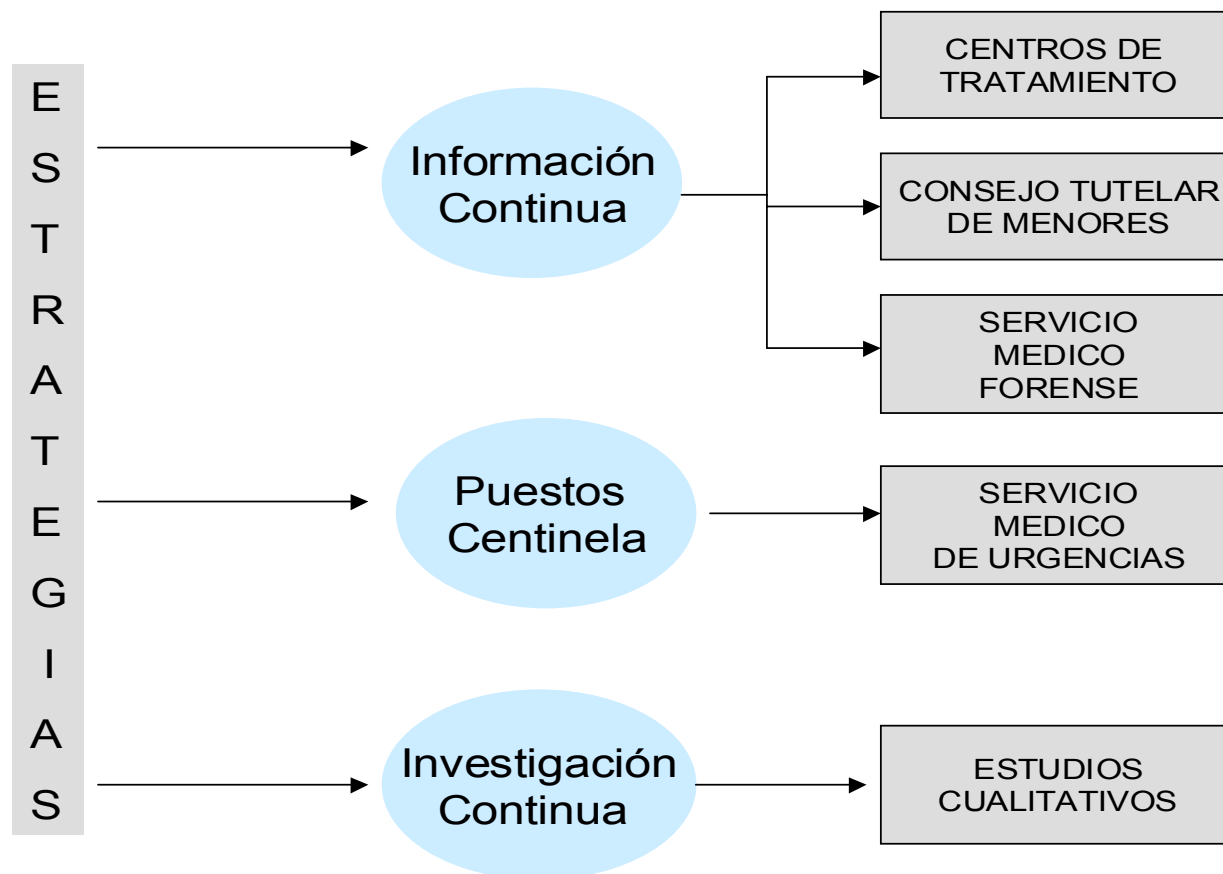 E
S
T
R
A
T
E
G
I
A
S
Información
Continua
CENTROS DE
TRATAMIENTO
CONSEJO TUTELAR
DE MENORES
SERVICIO
MEDICO
FORENSE
Puestos
Centinela
SERVICIO
MEDICO
DE URGENCIAS
Investigación
Continua
ESTUDIOS
CUALITATIVOS